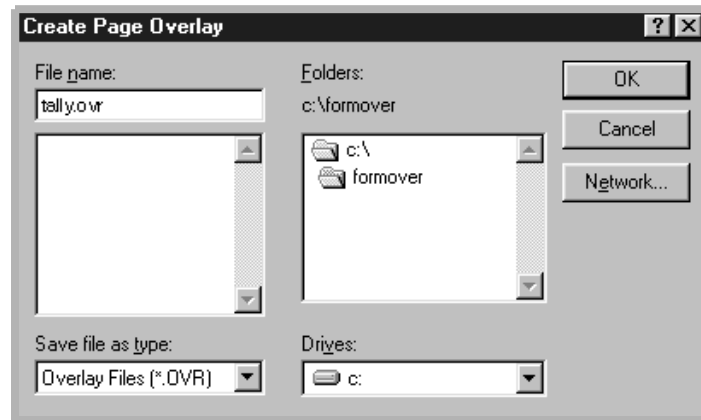 Create Page Overlay
File name:
tally.ovr
Save file as type:
Overlay Files (*.OVR)
Folders:
c:\formover
c:\
formover
Drives:
c:
OK
Cancel
Network...